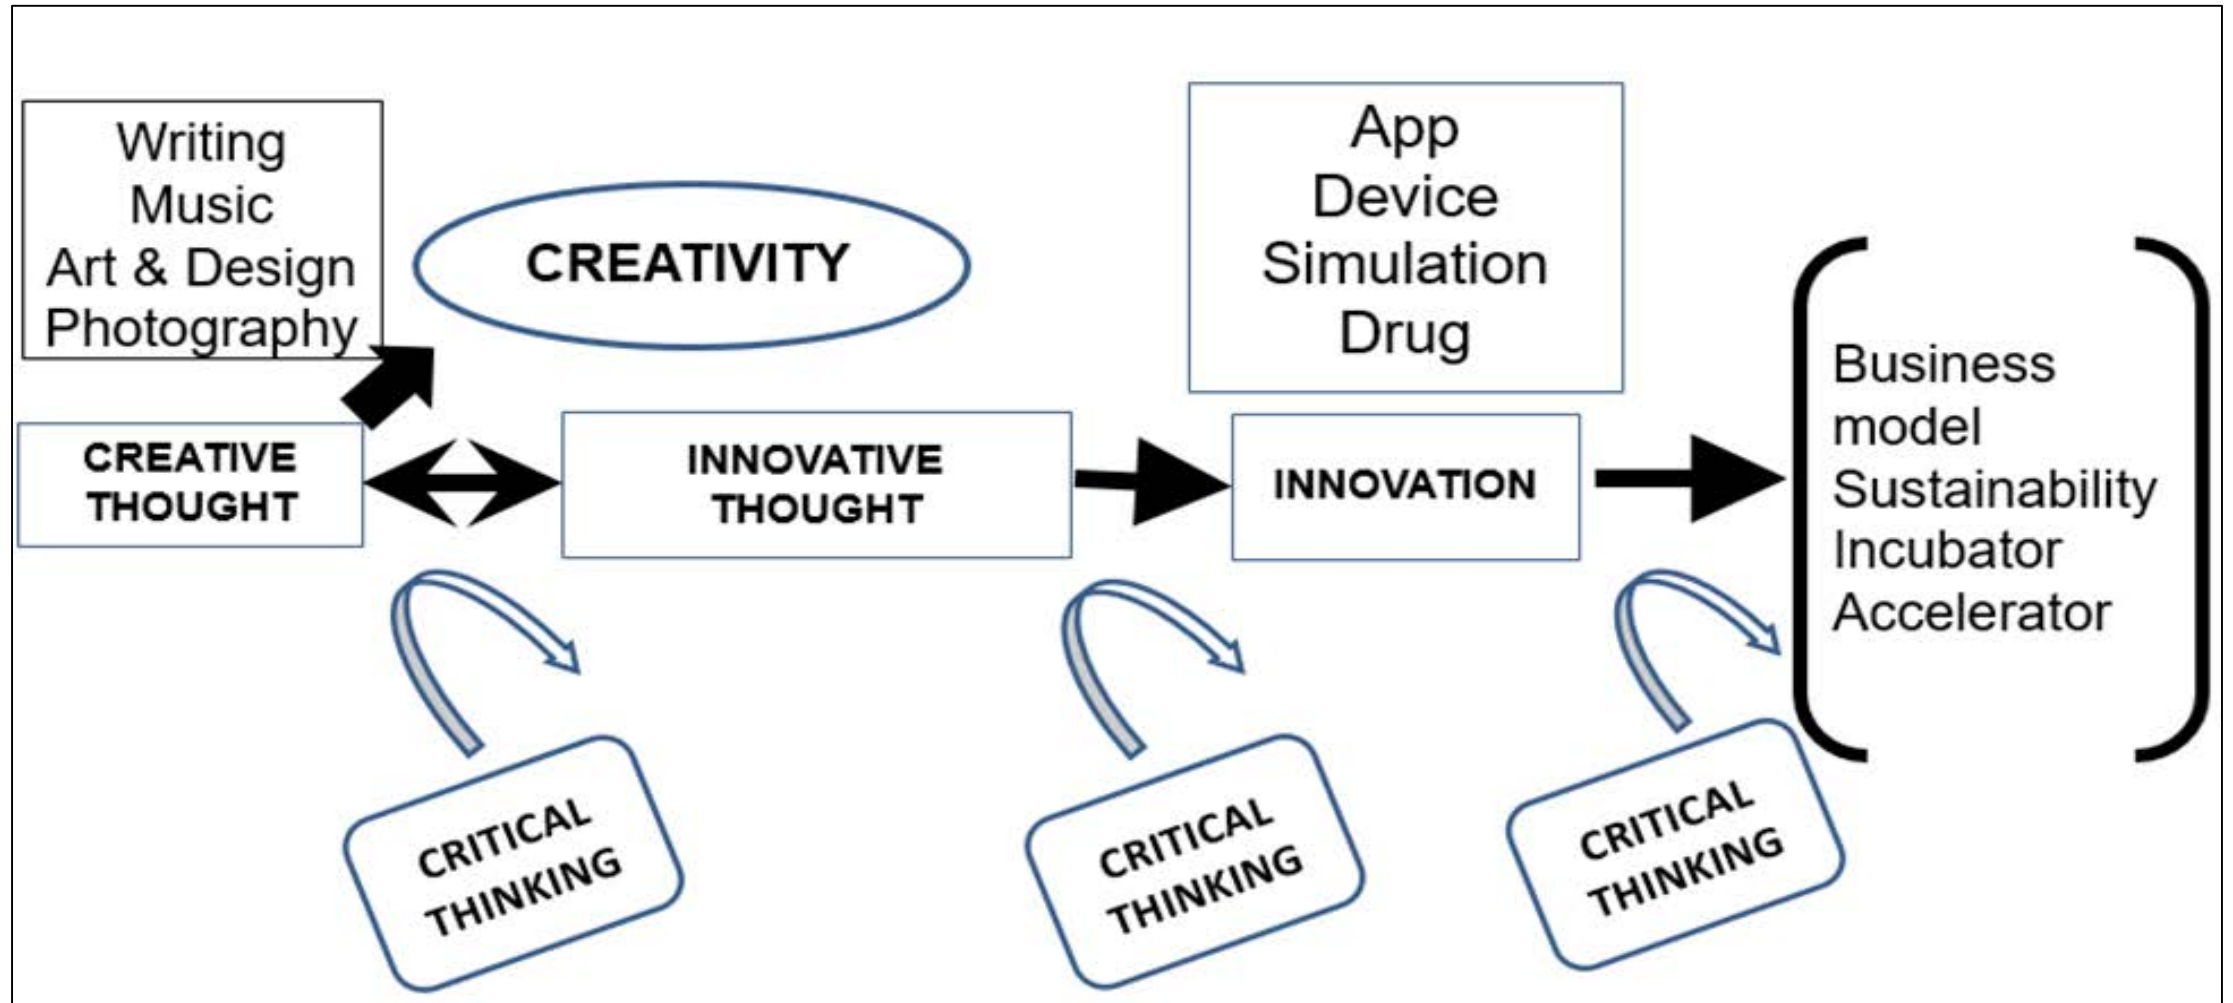 Writing
Music
Art & Design
Photography
CREATIVITY
App
Device
Simulation
Drug
CREATIVE
THOUGHT
INNOVATIVE
THOUGHT
INNOVATION
Business
model
Sustainability
Incubator
Accelerator
CRITICAL
THINKING
CRITICAL
THINKING
CRITICAL
THINKING